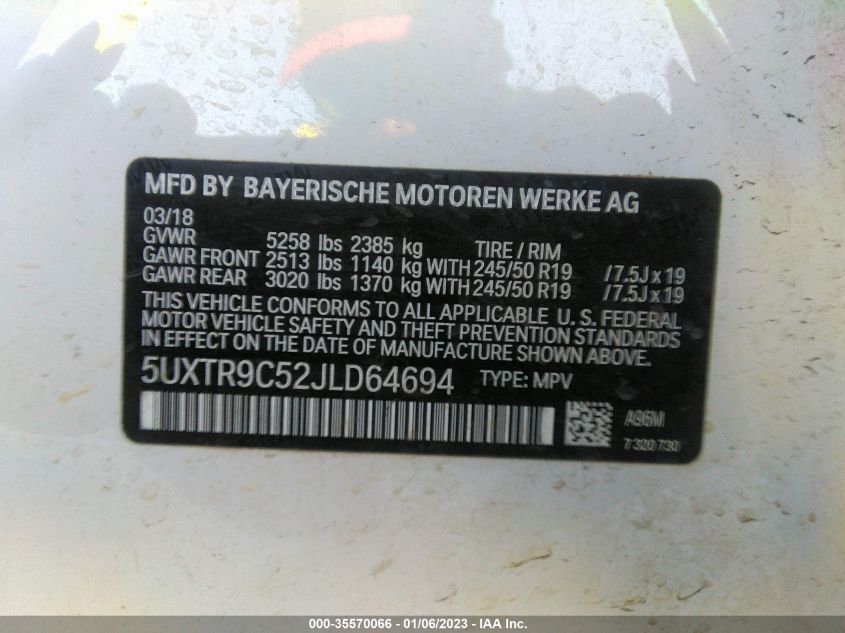 MFD BY BAYERISCHE MOTOREN WERKE AG
03/18
GVWR 5258 lbs 2385 kg TIRE / RIM
GAWR FRONT 2513 lbs 1140 kg WITH 245/50 R19 / 7.5J x 19
GAWR REAR 3020 lbs 1370 kg WITH 245/50 R19 / 7.5J x 19
THIS VEHICLE CONFORMS TO ALL APPLICABLE U. S. FEDERAL
MOTOR VEHICLE SAFETY AND THEFT PREVENTION STANDARDS
IN EFFECT ON THE DATE OF MANUFACTURE SHOWN ABOVE.
5UXTR9C52JLD64694 TYPE: MPV
A96M
7 320 730
000-35570066 - 01/06/2023 - IAA Inc.